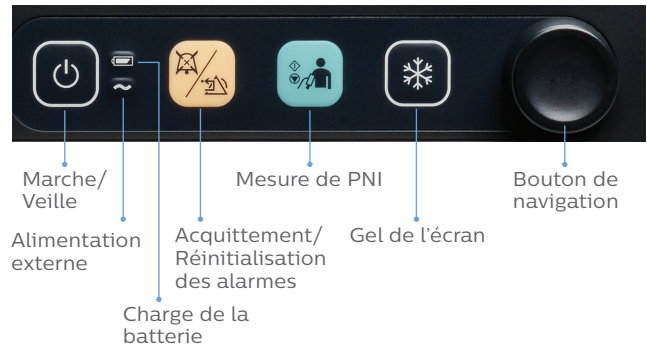 Marche/
Veille
Mesure de PNI
Bouton de
navigation
Alimentation
externe
Acquittement/
Réinitialisation
des alarmes
Gel de l'écran
Charge de la
batterie